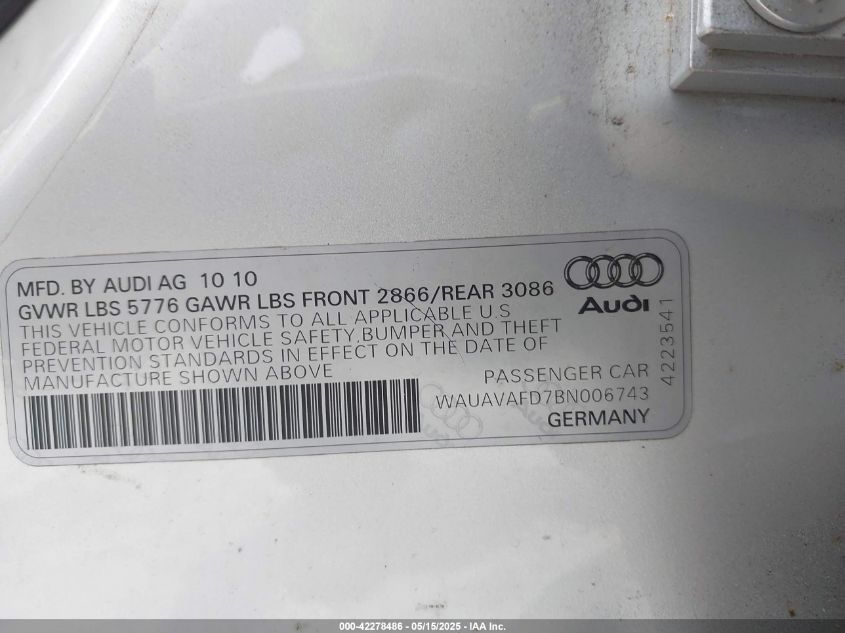 MFD. BY AUDI AG 10 10
GVWR LBS 5776 GAWR LBS FRONT 2866/REAR 3086
THIS VEHICLE CONFORMS TO ALL APPLICABLE U.S
FEDERAL MOTOR VEHICLE SAFETY, BUMPER, AND THEFT
PREVENTION STANDARDS IN EFFECT ON THE DATE OF
MANUFACTURE SHOWN ABOVE
Audi
PASSENGER CAR
WAUAVAFD7BN006743
GERMANY
4223541
000-42278486 - 05/15/2025 - IAA Inc.